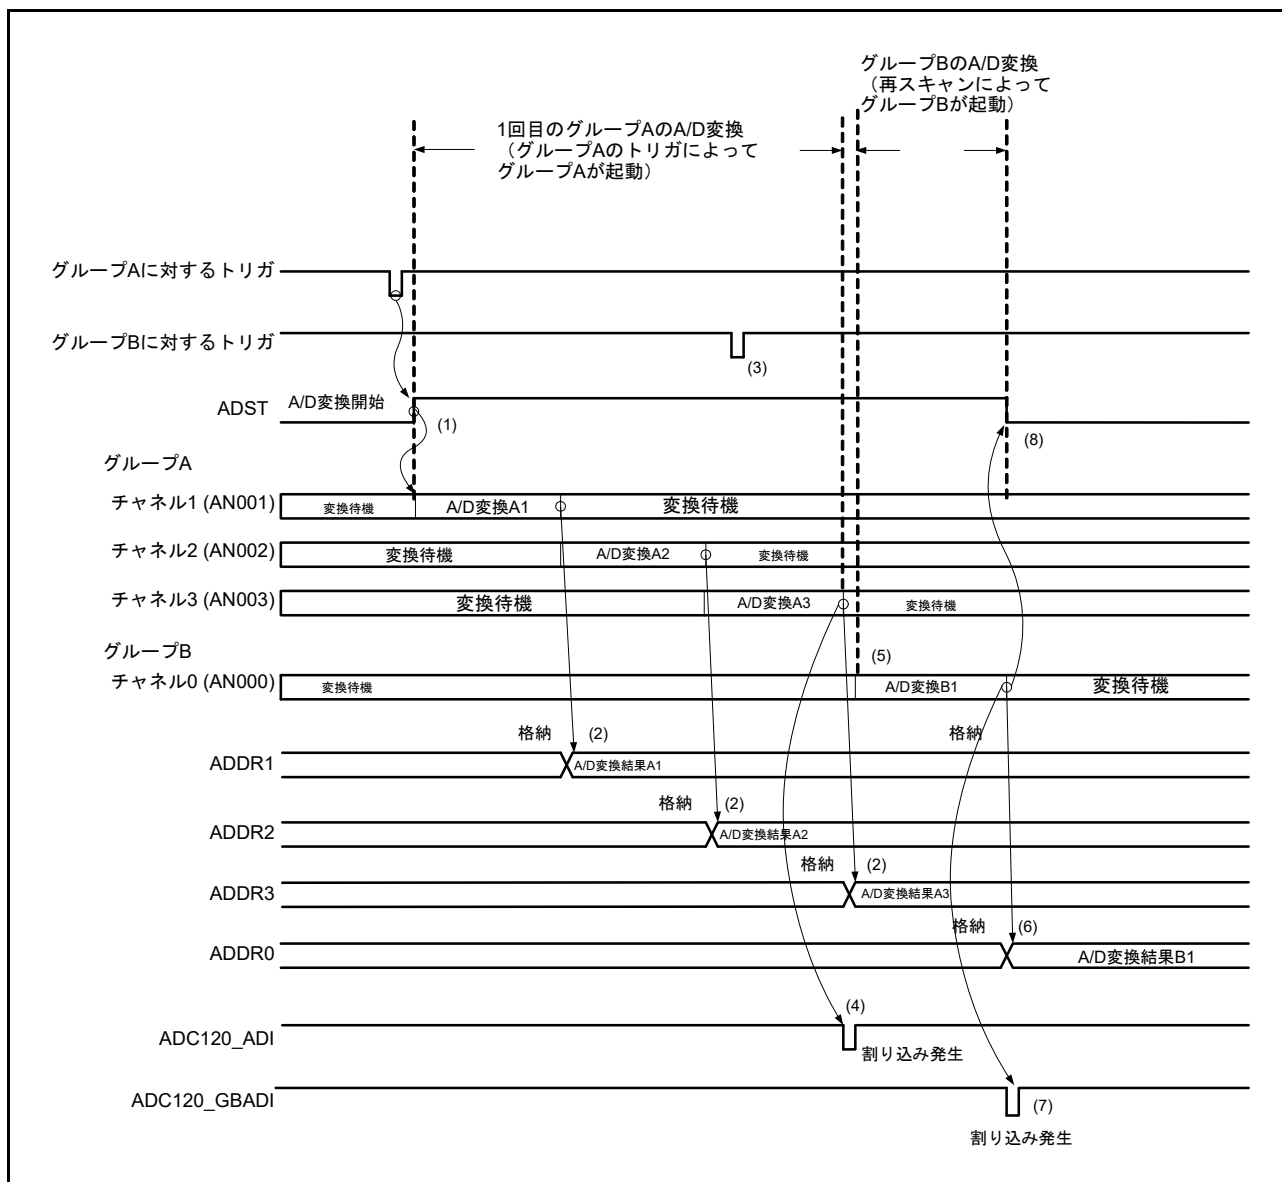 グループBのA/D変換
（再スキャンによって
グループBが起動）
1回目のグループAのA/D変換
（グループAのトリガによって
グループAが起動）
グループAに対するトリガ
グループBに対するトリガ
(3)
ADST
A/D変換開始
(1)
(8)
グループA
チャネル1 (AN001)
変換待機
A/D変換A1
変換待機
チャネル2 (AN002)
変換待機
A/D変換A2
変換待機
チャネル3 (AN003)
変換待機
A/D変換A3
変換待機
グループB
(5)
チャネル0 (AN000)
変換待機
A/D変換B1
変換待機
格納
(2)
格納
ADDR1
A/D変換結果A1
格納
(2)
ADDR2
A/D変換結果A2
格納
(2)
ADDR3
A/D変換結果A3
格納
(6)
ADDR0
A/D変換結果B1
(4)
ADC120_ADI
割り込み発生
ADC120_GBADI
(7)
割り込み発生